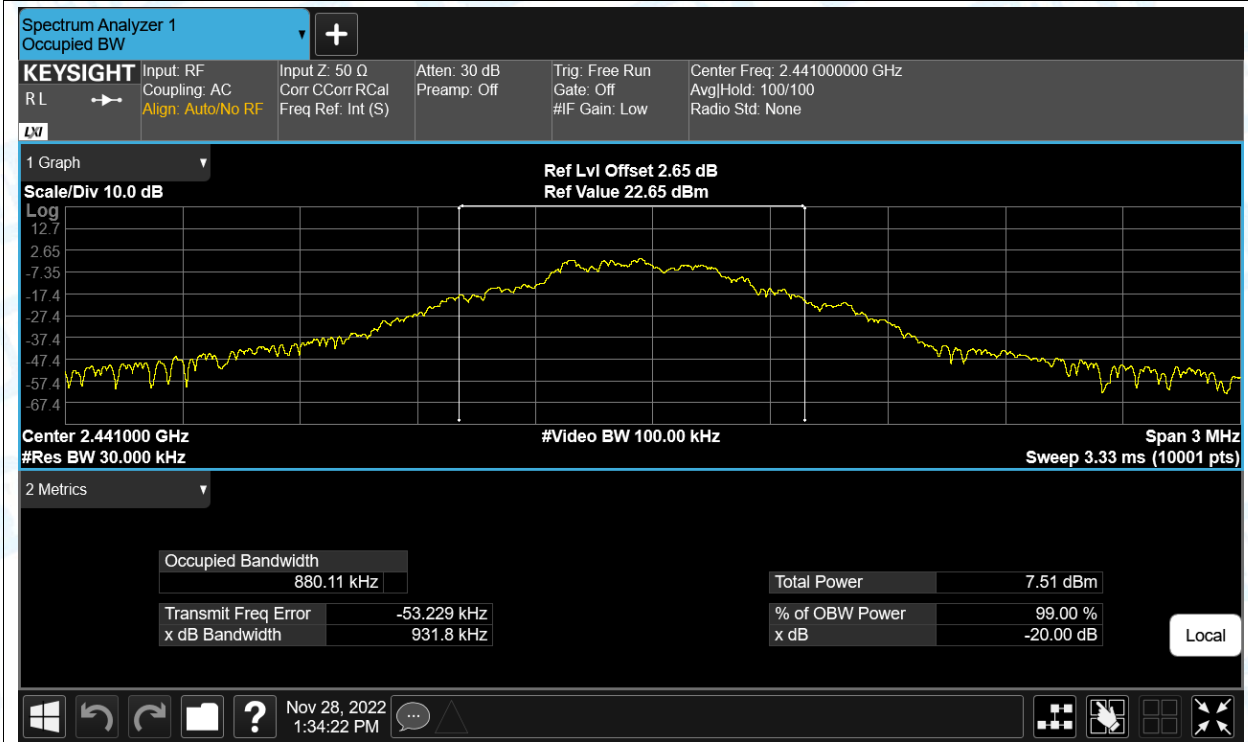 Spectrum Analyzer 1
Occupied BW
KEYSIGHT
R L
LXI
Input: RF
Coupling: AC
Align: Auto/No RF
Input Z: 50 Ω
Corr CCorr RCal
Freq Ref: Int (S)
Atten: 30 dB
Preamp: Off
Trig: Free Run
Gate: Off
#IF Gain: Low
Center Freq: 2.441000000 GHz
Avg|Hold: 100/100
Radio Std: None
1 Graph
Scale/Div 10.0 dB
Ref Lvl Offset 2.65 dB
Ref Value 22.65 dBm
Log
12.7
2.65
-7.35
-17.4
-27.4
-37.4
-47.4
-57.4
-67.4
Center 2.441000 GHz
#Video BW 100.00 kHz
Span 3 MHz
#Res BW 30.000 kHz
Sweep 3.33 ms (10001 pts)
2 Metrics
Occupied Bandwidth
880.11 kHz
Total Power 7.51 dBm
Transmit Freq Error -53.229 kHz
% of OBW Power 99.00 %
x dB Bandwidth 931.8 kHz
x dB -20.00 dB
Local
?
Nov 28, 2022
1:34:22 PM